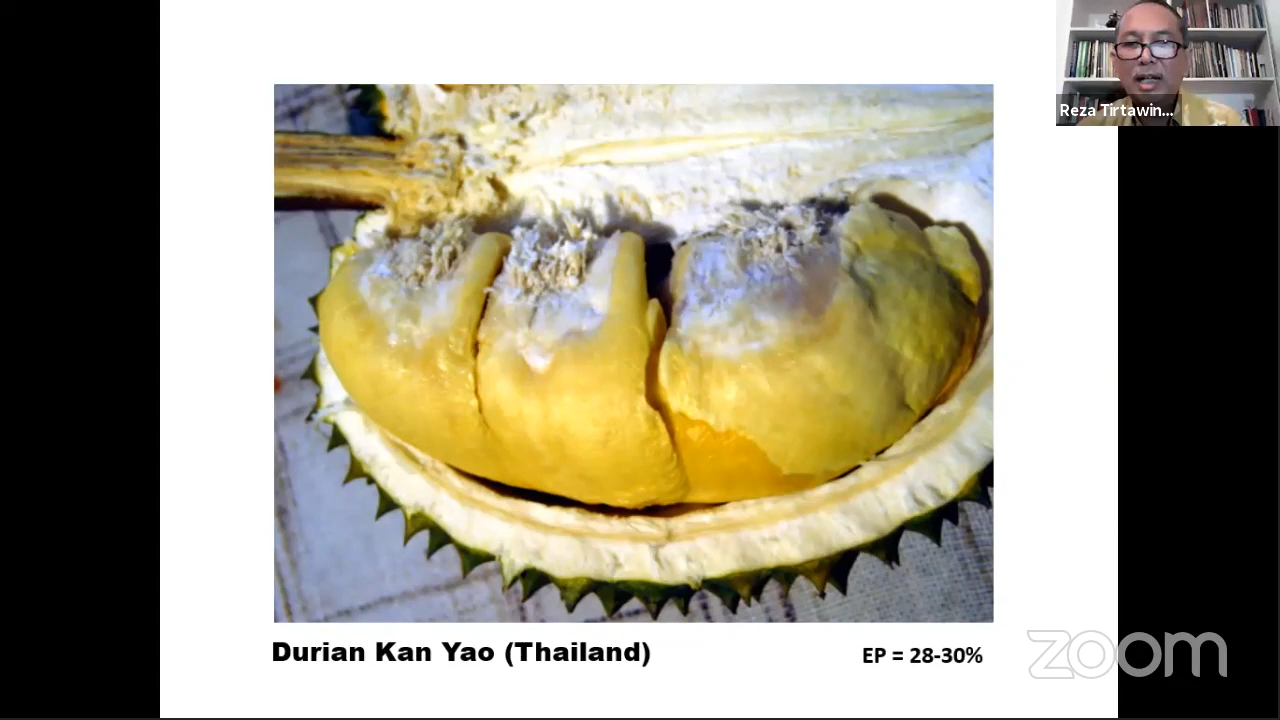 Reza Tirtawin...
Durian Kan Yao (Thailand)
EP = 28-30%
zoom